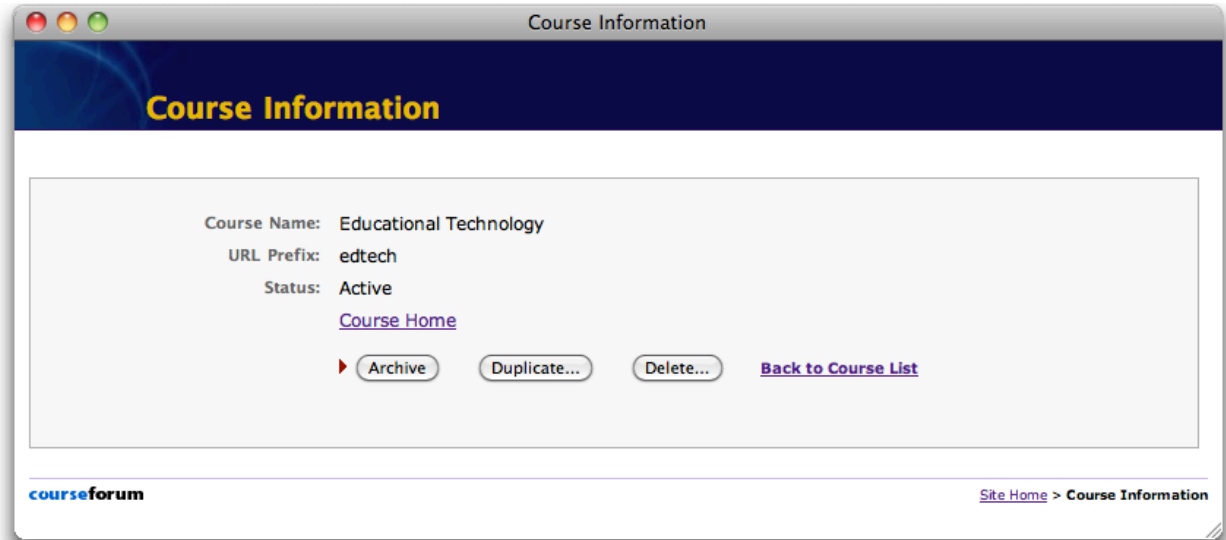 Course Information
Course Information
Course Name: Educational Technology
URL Prefix: edtech
Status: Active
Course Home
Archive Duplicate... Delete... Back to Course List
courseforum Site Home > Course Information